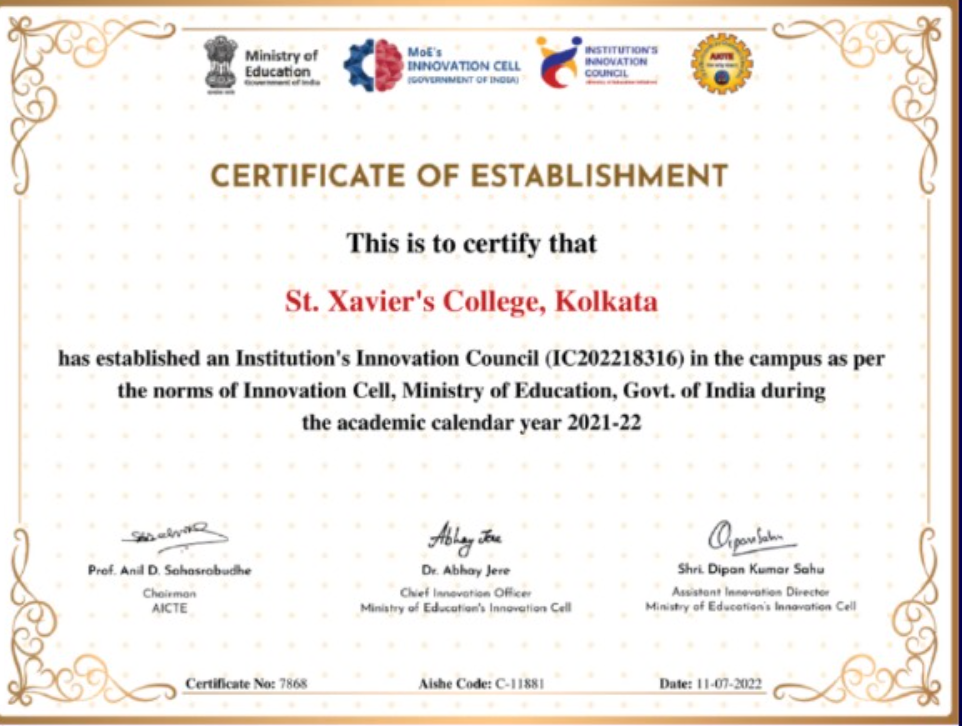 Ministry of
Education
Government of India
MoE's
INNOVATION CELL
(GOVERNMENT OF INDIA)
INSTITUTION'S
INNOVATION
COUNCIL
AICTE
CERTIFICATE OF ESTABLISHMENT
This is to certify that
St. Xavier's College, Kolkata
has established an Institution's Innovation Council (IC202218316) in the campus as per
the norms of Innovation Cell, Ministry of Education, Govt. of India during
the academic calendar year 2021-22
Abhay Jere
Prof. Anil D. Sahasrabudhe
Dr. Abhay Jere
Shri. Dipan Kumar Sahu
Chairman
Chief Innovation Officer
Assistant Innovation Director
AICTE
Ministry of Education's Innovation Cell
Ministry of Education's Innovation Cell
Certificate No: 7868
Aishe Code: C-11881
Date: 11-07-2022